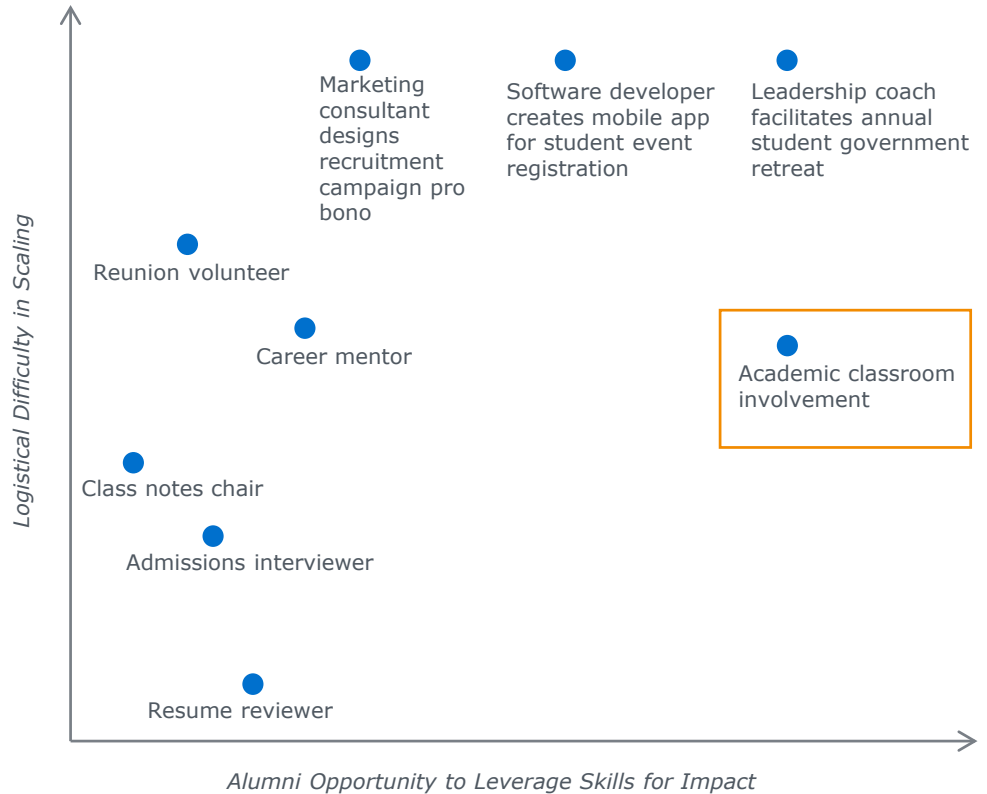 Marketing
consultant
designs
recruitment
campaign pro
bono
Software developer
creates mobile app
for student event
registration
Leadership coach
facilitates annual
student government
retreat
Logistical Difficulty in Scaling
Reunion volunteer
Career mentor
Academic classroom
involvement
Class notes chair
Admissions interviewer
Resume reviewer
Alumni Opportunity to Leverage Skills for Impact